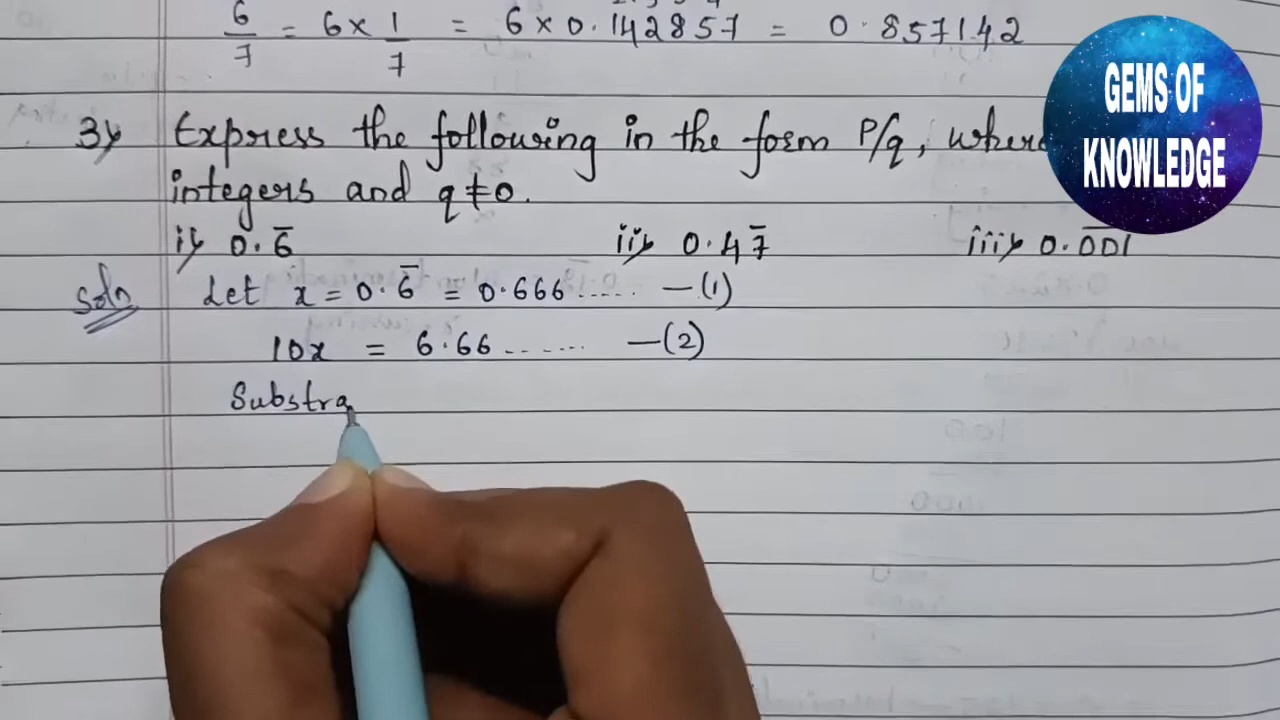 6/7 = 6 × 1/7 = 6 × 0.142857 = 0.857142
3) Express the following in the form P/q, where
integers and q ≠ 0.
i) 0.6̅ ii) 0.47̅ iii) 0.0̅0̅1̅
Soln Let x = 0.6̅ = 0.666...... —(1)
10x = 6.66........ —(2)
Substra
GEMS OF
KNOWLEDGE